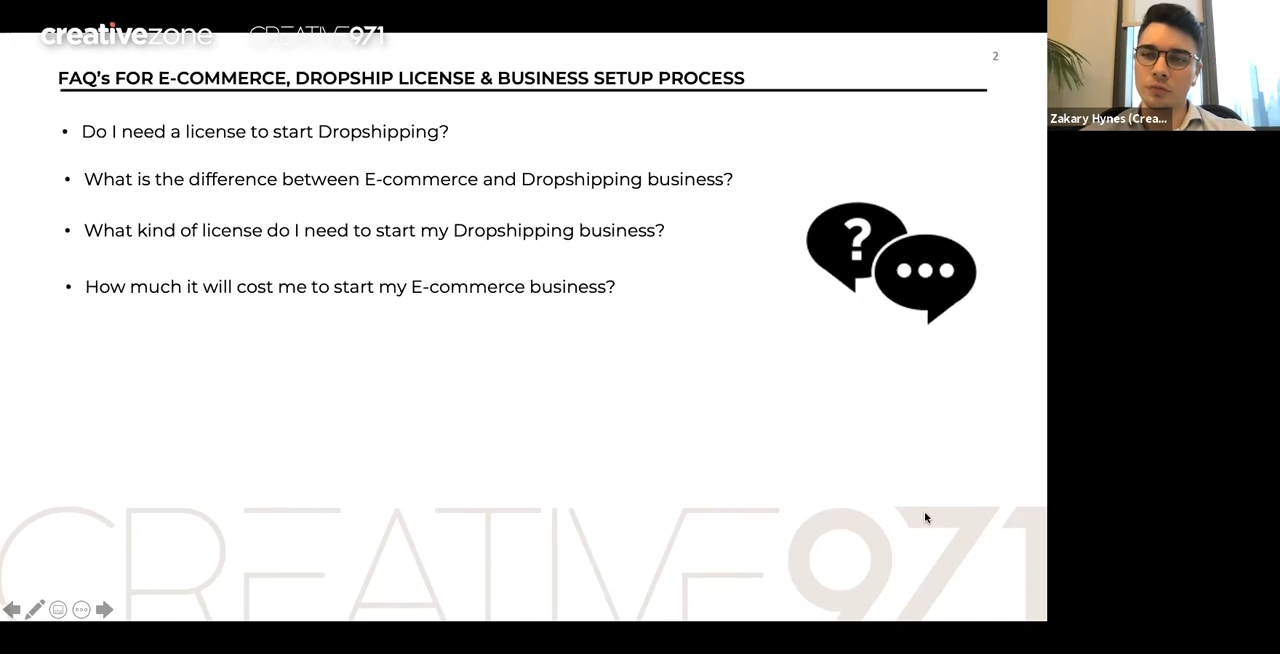 creativezone CREATIVE971
2
FAQ's FOR E-COMMERCE, DROPSHIP LICENSE & BUSINESS SETUP PROCESS
• Do I need a license to start Dropshipping?
• What is the difference between E-commerce and Dropshipping business?
• What kind of license do I need to start my Dropshipping business?
• How much it will cost me to start my E-commerce business?
?
CREATIVE971
Zakary Hynes (Crea...